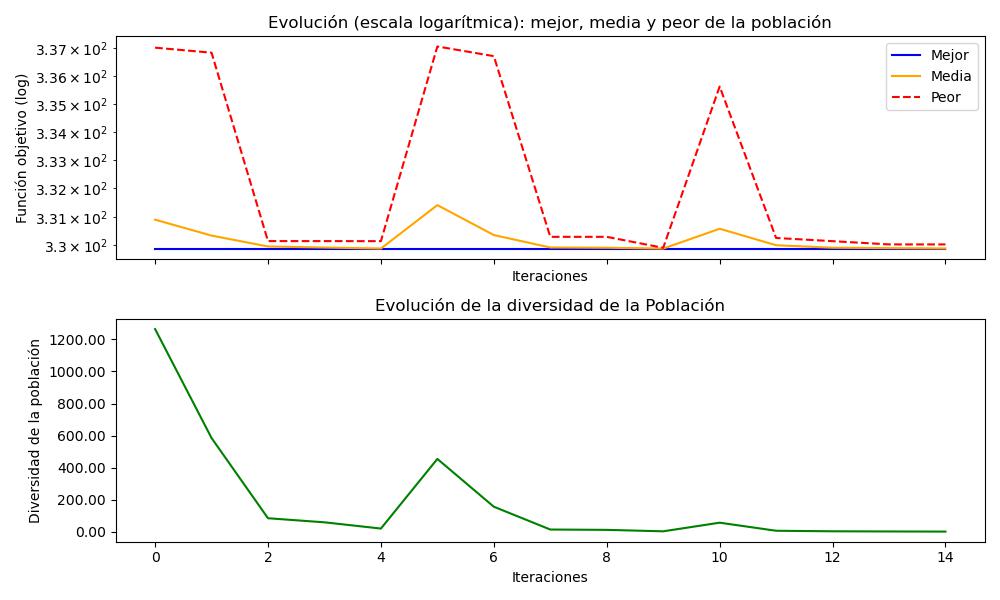 Evolución (escala logarítmica): mejor, media y peor de la población
Función objetivo (log)
3.37 × 10²
3.36 × 10²
3.35 × 10²
3.34 × 10²
3.33 × 10²
3.32 × 10²
3.31 × 10²
3.3 × 10²
Mejor
Media
Peor
Iteraciones
Evolución de la diversidad de la Población
Diversidad de la población
1200.00
1000.00
800.00
600.00
400.00
200.00
0.00
0 2 4 6 8 10 12 14
Iteraciones